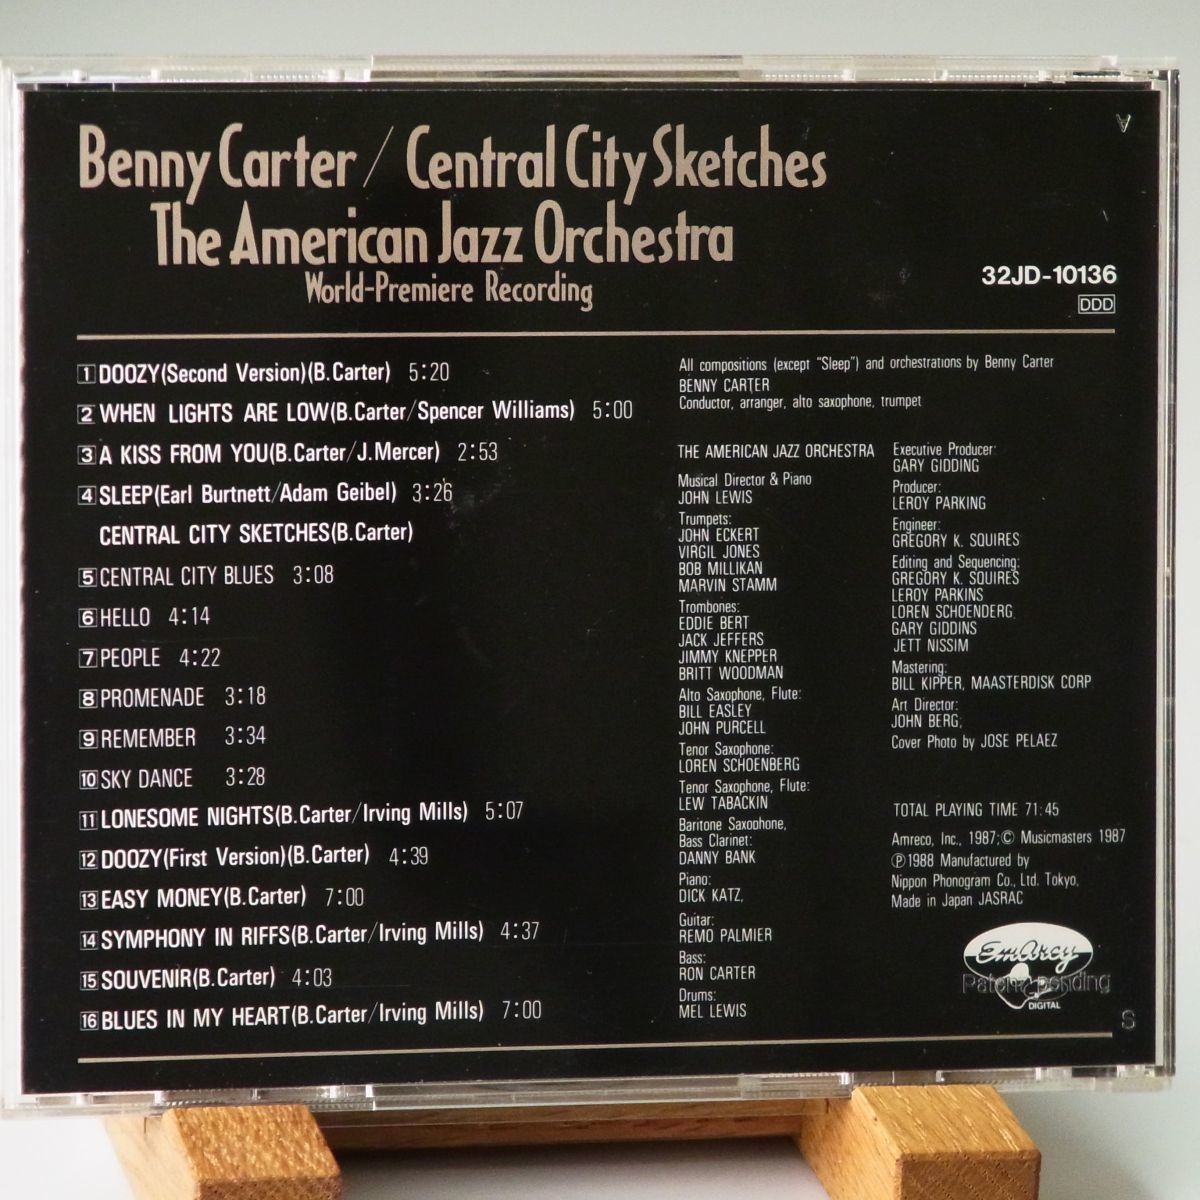 Benny Carter / Central City Sketches
The American Jazz Orchestra
World-Premiere Recording
32JD-10136
DDD
1 DOOZY(Second Version)(B.Carter) 5:20
2 WHEN LIGHTS ARE LOW(B.Carter/Spencer Williams) 5:00
3 A KISS FROM YOU(B.Carter/J.Mercer) 2:53
4 SLEEP(Earl Burtnett/Adam Geibel) 3:26
CENTRAL CITY SKETCHES(B.Carter)
5 CENTRAL CITY BLUES 3:08
6 HELLO 4:14
7 PEOPLE 4:22
8 PROMENADE 3:18
9 REMEMBER 3:34
10 SKY DANCE 3:28
11 LONESOME NIGHTS(B.Carter/Irving Mills) 5:07
12 DOOZY(First Version)(B.Carter) 4:39
13 EASY MONEY(B.Carter) 7:00
14 SYMPHONY IN RIFFS(B.Carter/Irving Mills) 4:37
15 SOUVENIR(B.Carter) 4:03
16 BLUES IN MY HEART(B.Carter/Irving Mills) 7:00
All compositions (except “Sleep”) and orchestrations by Benny Carter
BENNY CARTER
Conductor, arranger, alto saxophone, trumpet
THE AMERICAN JAZZ ORCHESTRA
Musical Director & Piano
JOHN LEWIS
Trumpets:
JOHN ECKERT
VIRGIL JONES
BOB MILLIKAN
MARVIN STAMM
Trombones:
EDDIE BERT
JACK JEFFERS
JIMMY KNEPPER
BRITT WOODMAN
Alto Saxophone, Flute:
BILL EASLEY
JOHN PURCELL
Tenor Saxophone:
LOREN SCHOENBERG
Tenor Saxophone, Flute:
LEW TABACKIN
Baritone Saxophone,
Bass Clarinet:
DANNY BANK
Piano:
DICK KATZ,
Guitar:
REMO PALMIER
Bass:
RON CARTER
Drums:
MEL LEWIS
Executive Producer:
GARY GIDDING
Producer:
LEROY PARKING
Engineer:
GREGORY K. SQUIRES
Editing and Sequencing:
GREGORY K. SQUIRES
LEROY PARKINS
LOREN SCHOENDERG
GARY GIDDINS
JETT NISSIM
Mastering:
BILL KIPPER, MAASTERDISK CORP
Art Director:
JOHN BERG;
Cover Photo by JOSE PELAEZ
TOTAL PLAYING TIME 71:45
Amreco, Inc., 1987;© Musicmasters 1987
℗1988 Manufactured by
Nippon Phonogram Co., Ltd. Tokyo,
Made in Japan JASRAC
EmArcy
Patent pending
DIGITAL
A
S